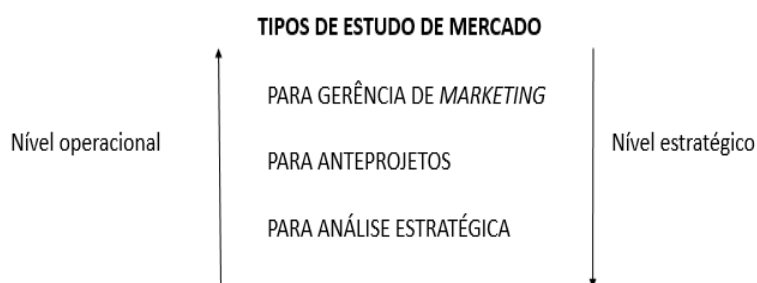 TIPOS DE ESTUDO DE MERCADO
PARA GERÊNCIA DE MARKETING
Nível operacional
Nível estratégico
PARA ANTEPROJETOS
PARA ANÁLISE ESTRATÉGICA